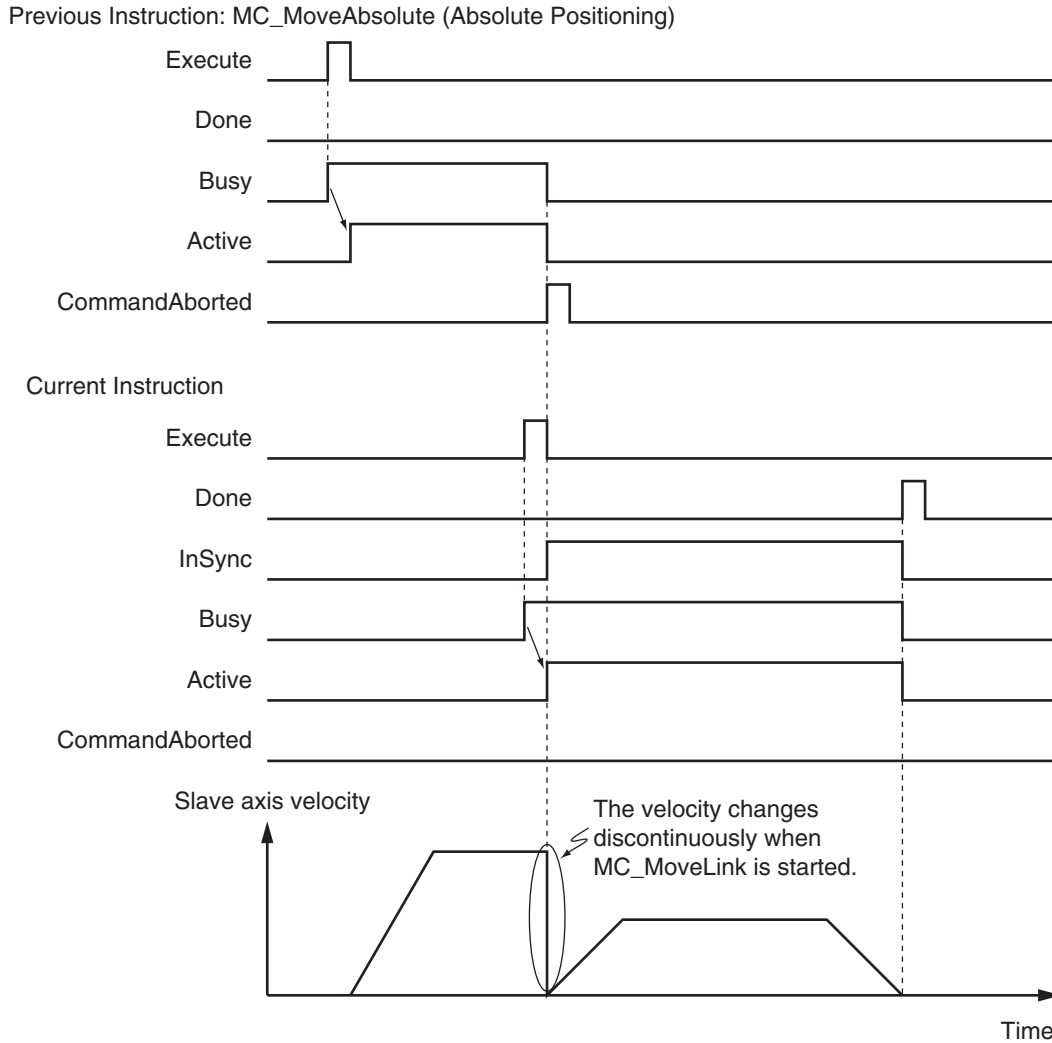 Previous Instruction: MC_MoveAbsolute (Absolute Positioning)
Execute
Done
Busy
Active
CommandAborted
Current Instruction
Execute
Done
InSync
Busy
Active
CommandAborted
Slave axis velocity
The velocity changes
discontinuously when
MC_MoveLink is started.
Time